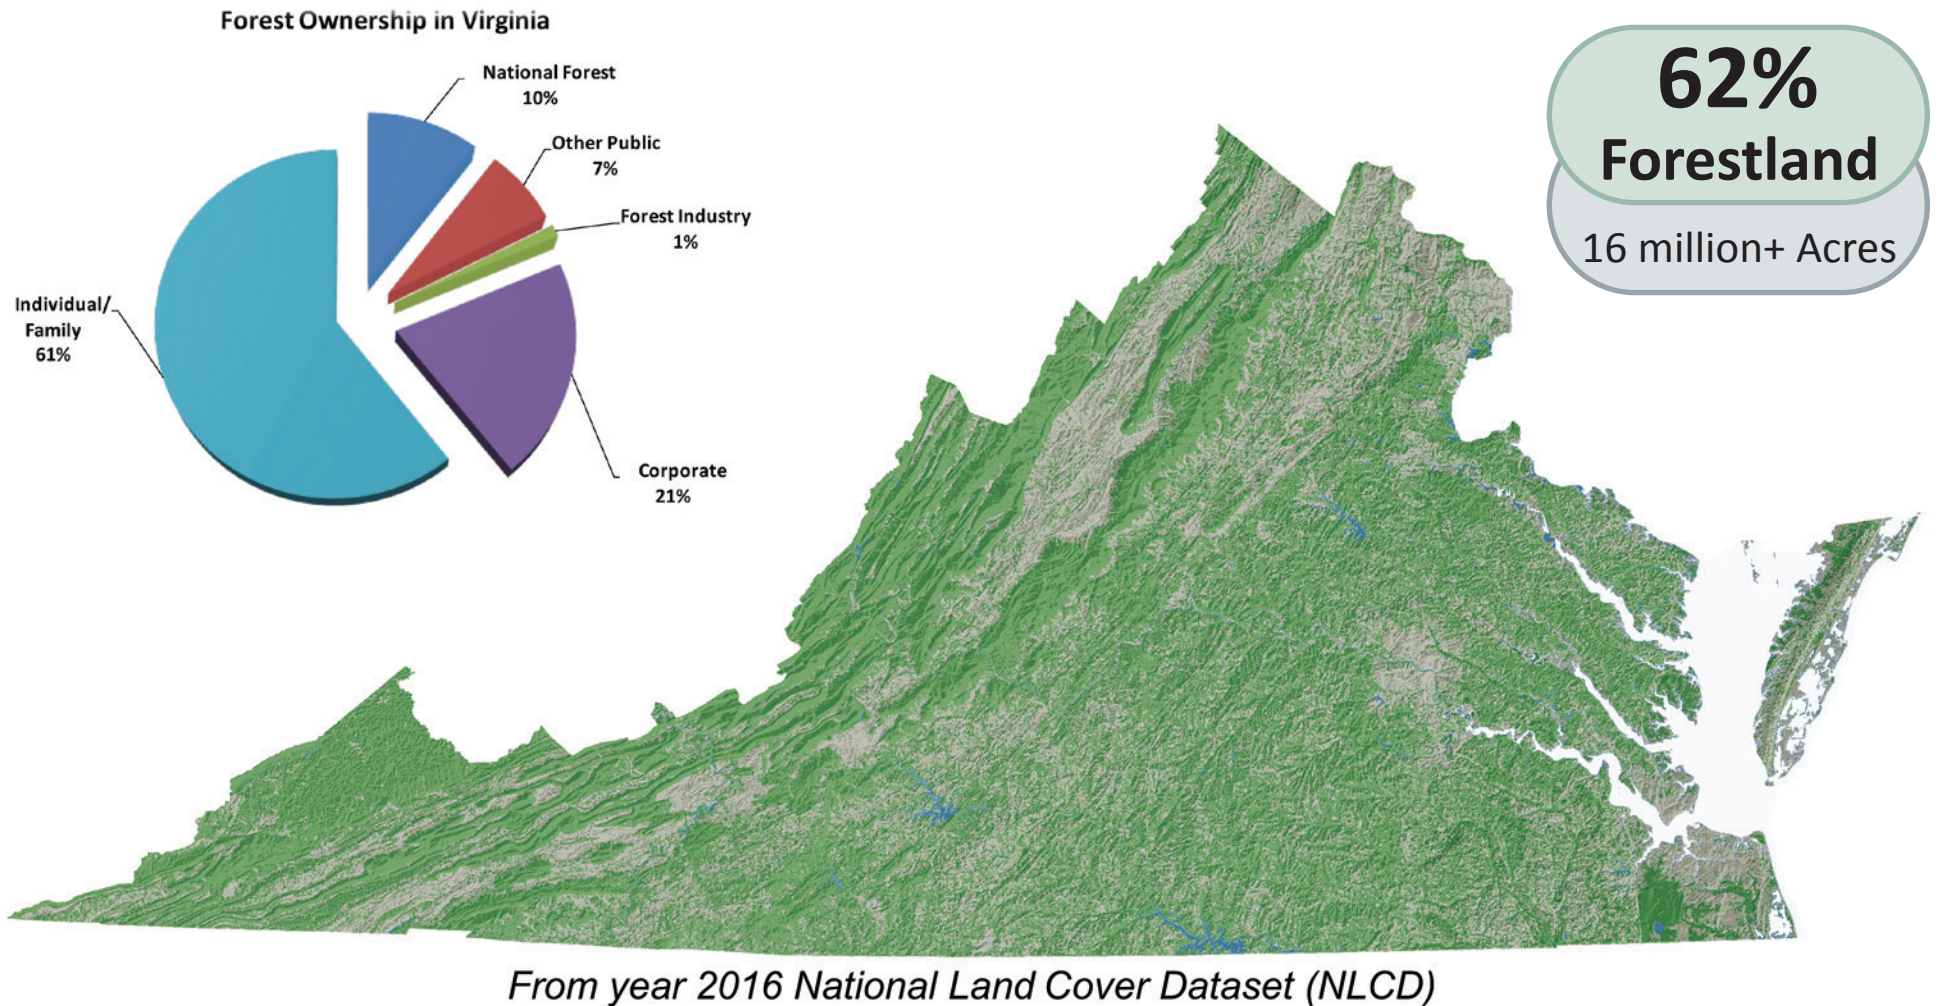 Forest Ownership in Virginia
National Forest
10%
Other Public
7%
Forest Industry
1%
Individual/
Family
61%
Corporate
21%
62%
Forestland
16 million+ Acres
From year 2016 National Land Cover Dataset (NLCD)